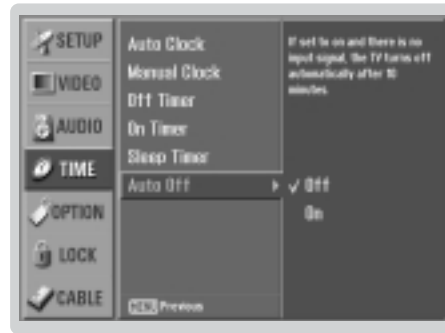 SETUP
VIDEO
AUDIO
TIME
OPTION
LOCK
CABLE
Auto Clock
Manual Clock
Off Timer
On Timer
Sleep Timer
Auto Off
MENU Previous
If set to on and there is no
input signal, the TV turns off
automatically after 10
minutes.
Off
On